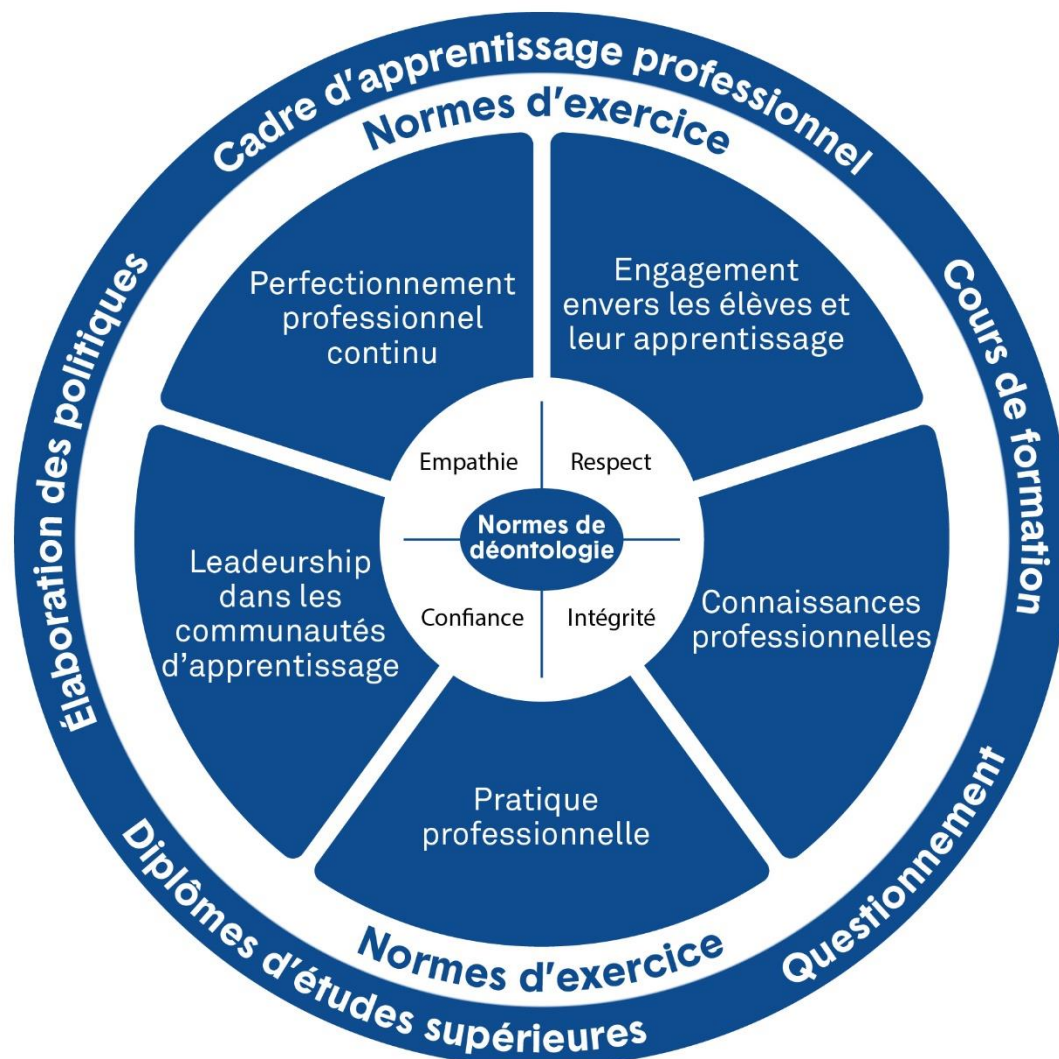 Cadre d'apprentissage professionnel
Normes d'exercice
Perfectionnement
professionnel
continu
Engagement
envers les élèves et
leur apprentissage
Élaboration des politiques
Cours de formation
Empathie
Respect
Normes de
déontologie
Confiance
Intégrité
Leadeurship
dans les
communautés
d'apprentissage
Connaissances
professionnelles
Pratique
professionnelle
Normes d'exercice
Questionnement
Diplômes d'études supérieures